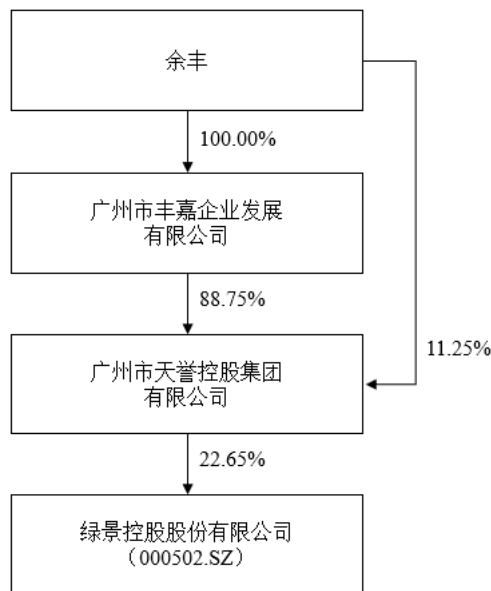 余丰
100.00%
广州市丰嘉企业发展
有限公司
88.75%
11.25%
广州市天誉控股集团
有限公司
22.65%
绿景控股股份有限公司
（000502.SZ）